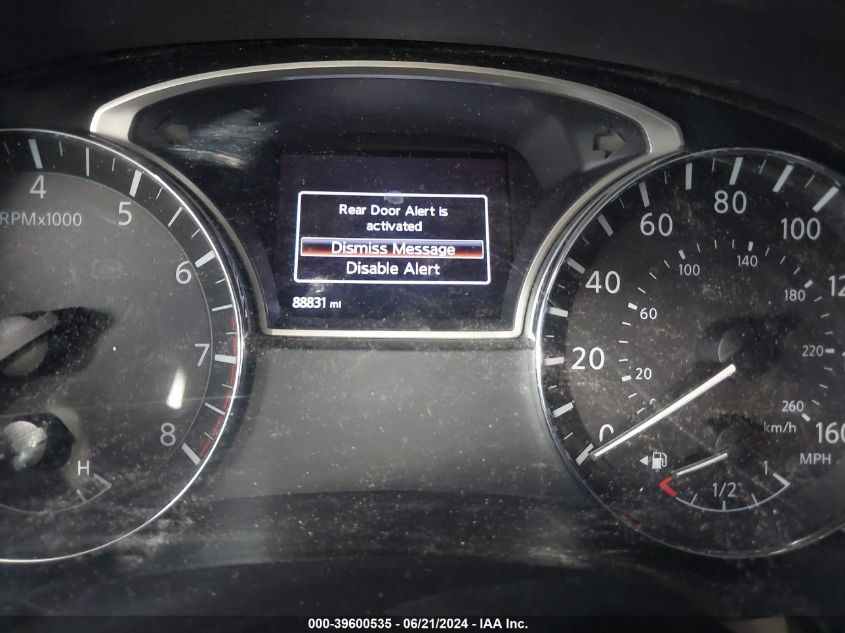 Rear Door Alert is
activated
Dismiss Message
Disable Alert
88831 mi
4
5
6
7
8
RPMx1000
H
0
20
40
60
80
100
160
MPH
20
60
100
140
180
220
260
km/h
1/2
1
000-39600535 - 06/21/2024 - IAA Inc.